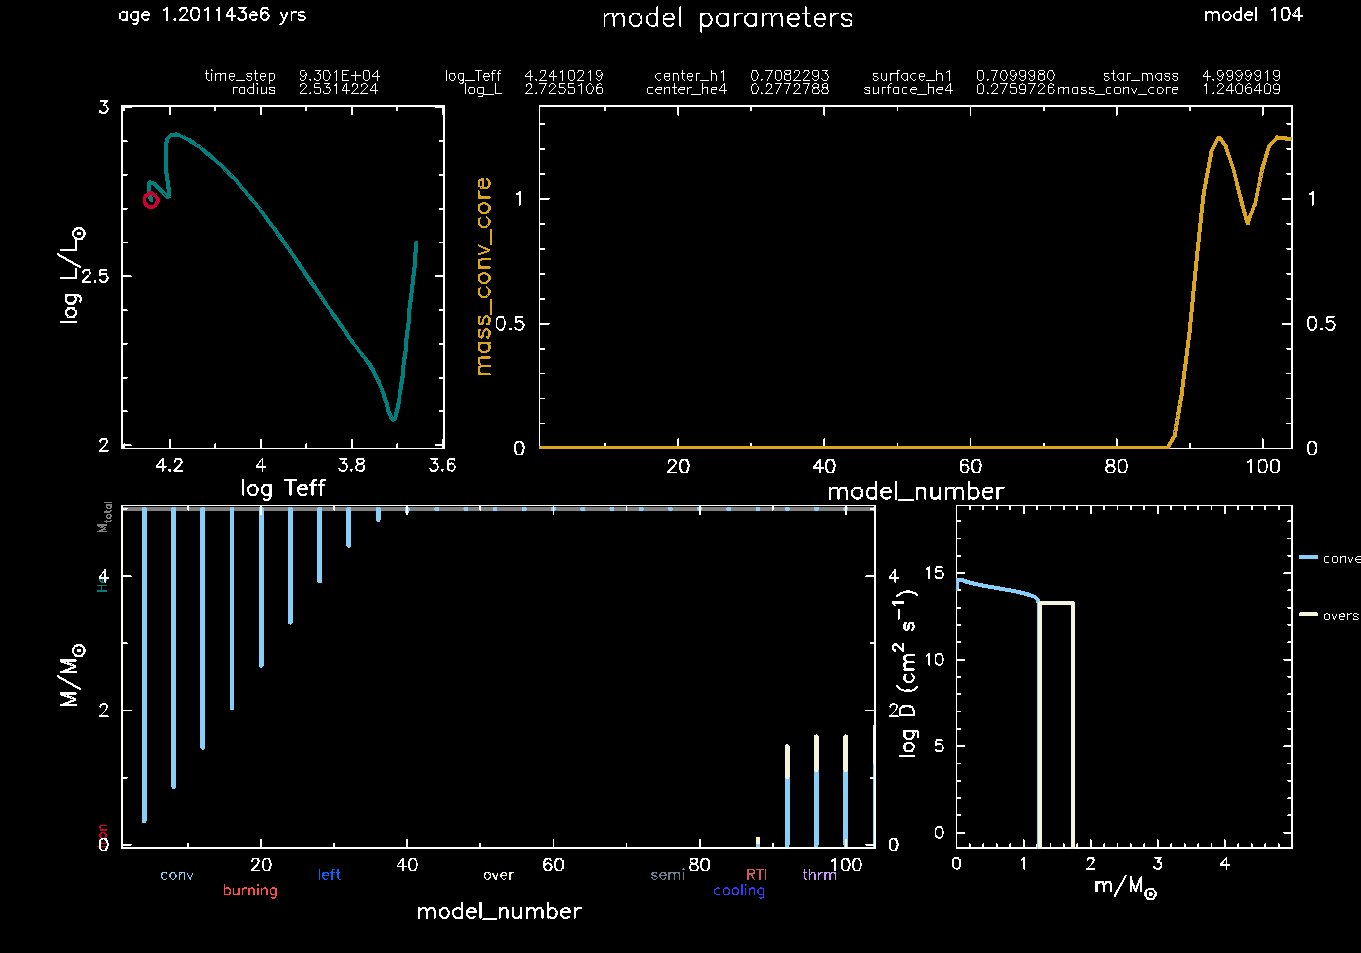 age 1.201143e6 yrs model parameters model 104
time_step 9.301E+04 log_Teff 4.2410219 center_h1 0.7082293 surface_h1 0.7099980 star_mass 4.9999919
radius 2.5314224 log_L 2.7255106 center_he4 0.2772788 surface_he4 0.2759726 mass_conv_core 1.2406409
log L/L⊙
3
2.5
2
4.2 4 3.8 3.6
log Teff
mass_conv_core
1 1
0.5 0.5
0 0
20 40 60 80 100
model_number
M_total
He
M/M⊙
4 4
2 2
0 0
20 40 60 80 100
conv left over semi RTI thrm
burning cooling
model_number
log D (cm² s⁻¹)
15
10
5
0
0 1 2 3 4
m/M⊙
conve
overs